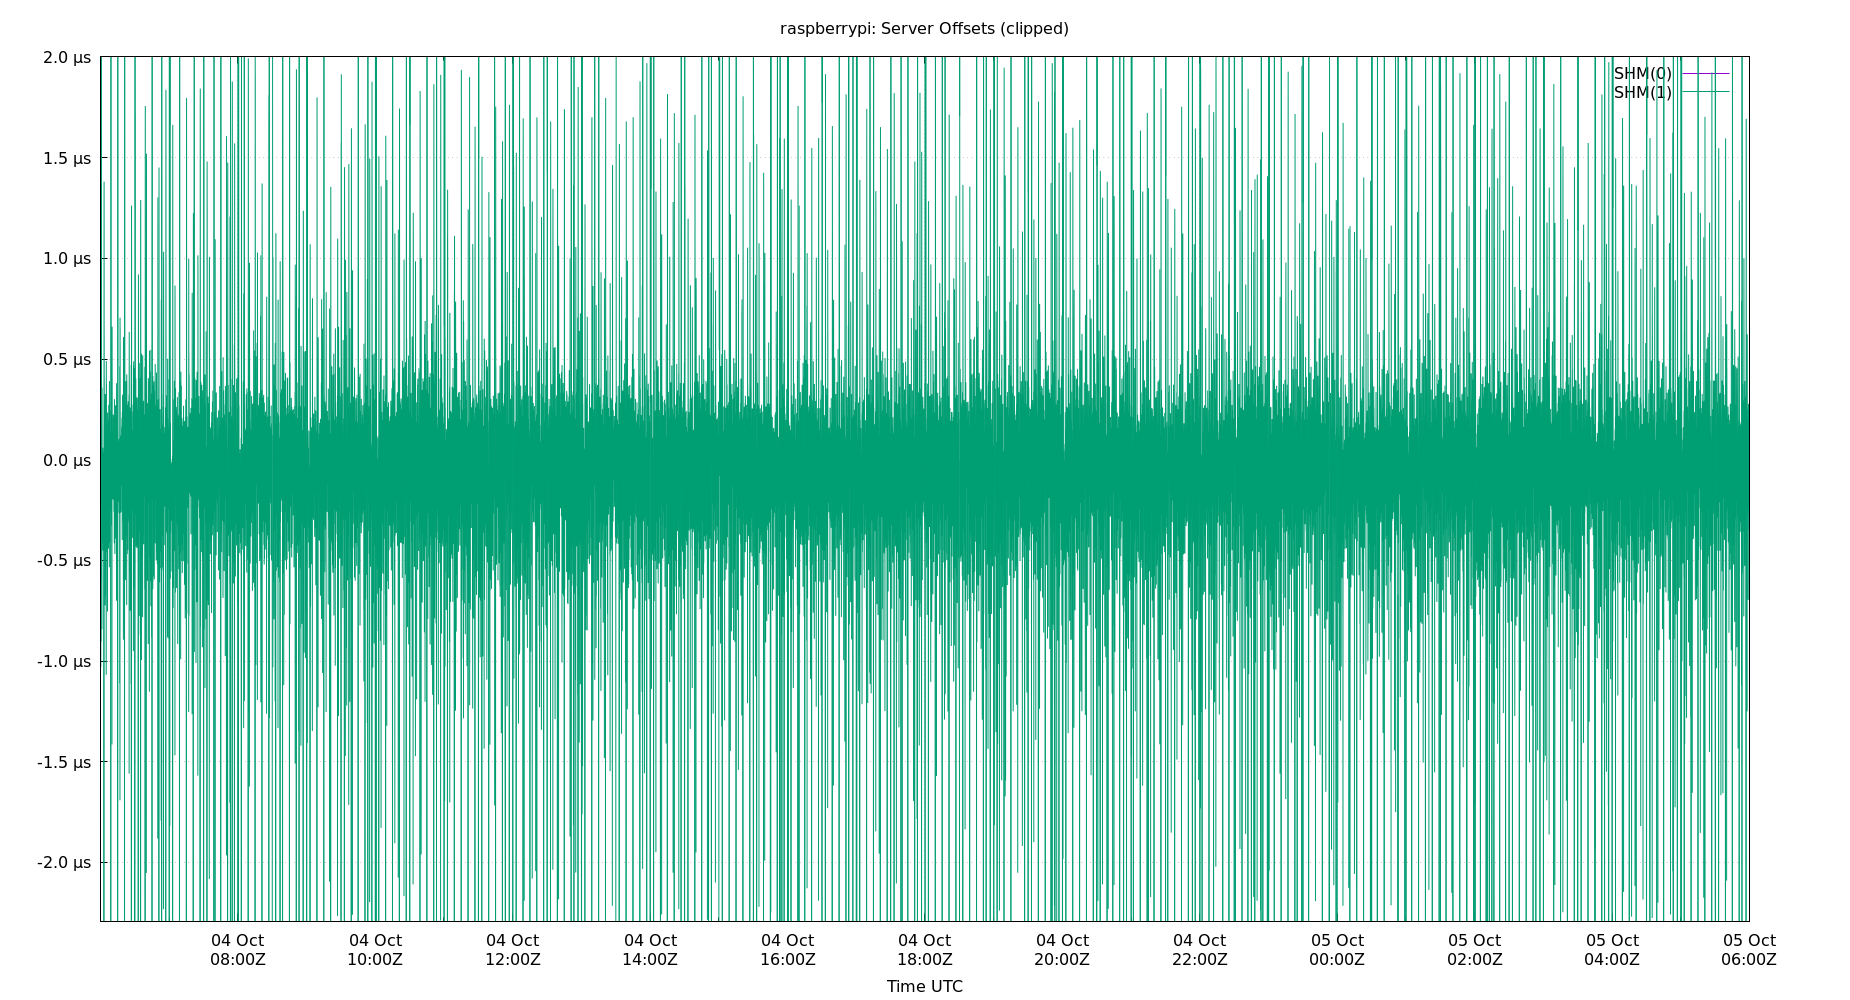 raspberrypi: Server Offsets (clipped)
2.0 µs
1.5 µs
1.0 µs
0.5 µs
0.0 µs
-0.5 µs
-1.0 µs
-1.5 µs
-2.0 µs
SHM(0)
SHM(1)
04 Oct 04 Oct 04 Oct 04 Oct 04 Oct 04 Oct 04 Oct 04 Oct 05 Oct 05 Oct 05 Oct 05 Oct
08:00Z 10:00Z 12:00Z 14:00Z 16:00Z 18:00Z 20:00Z 22:00Z 00:00Z 02:00Z 04:00Z 06:00Z
Time UTC